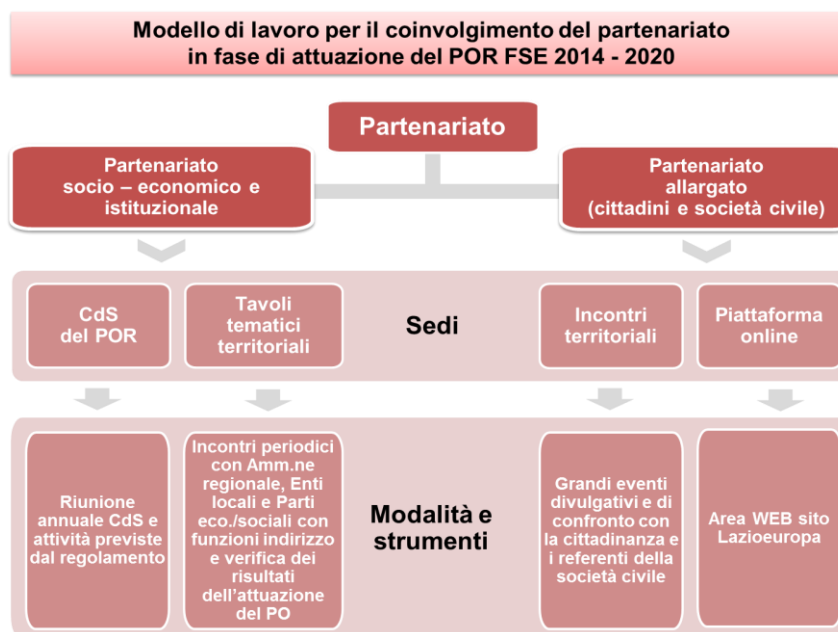 Modello di lavoro per il coinvolgimento del partenariato
in fase di attuazione del POR FSE 2014 - 2020
Partenariato
Partenariato
socio – economico e
istituzionale
Partenariato
allargato
(cittadini e società civile)
CdS
del POR
Tavoli
tematici
territoriali
Sedi
Incontri
territoriali
Piattaforma
online
Riunione
annuale CdS e
attività previste
dal regolamento
Incontri periodici
con Amm.ne
regionale, Enti
locali e Parti
eco./sociali con
funzioni indirizzo
e verifica dei
risultati
dell’attuazione
del PO
Modalità e
strumenti
Grandi eventi
divulgativi e di
confronto con
la cittadinanza e
i referenti della
società civile
Area WEB sito
Lazioeuropa